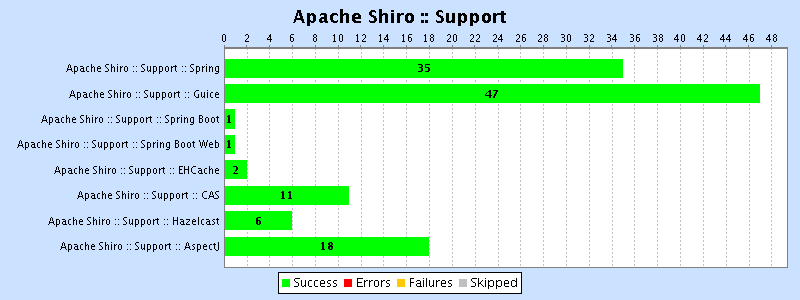 Apache Shiro :: Support
0 2 4 6 8 10 12 14 16 18 20 22 24 26 28 30 32 34 36 38 40 42 44 46 48
Apache Shiro :: Support :: Spring 35
Apache Shiro :: Support :: Guice 47
Apache Shiro :: Support :: Spring Boot 1
Apache Shiro :: Support :: Spring Boot Web 1
Apache Shiro :: Support :: EHCache 2
Apache Shiro :: Support :: CAS 11
Apache Shiro :: Support :: Hazelcast 6
Apache Shiro :: Support :: AspectJ 18
Success Errors Failures Skipped